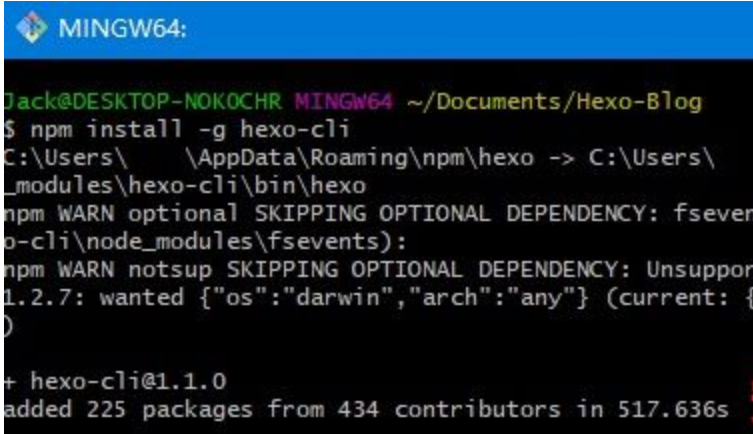 MINGW64:
Jack@DESKTOP-NOKOCHR MINGW64 ~/Documents/Hexo-Blog
$ npm install -g hexo-cli
C:\Users\ \AppData\Roaming\npm\hexo -> C:\Users\
_modules\hexo-cli\bin\hexo
npm WARN optional SKIPPING OPTIONAL DEPENDENCY: fseven
o-cli\node_modules\fsevents):
npm WARN notsup SKIPPING OPTIONAL DEPENDENCY: Unsuppor
1.2.7: wanted {"os":"darwin","arch":"any"} (current: {
)
+ hexo-cli@1.1.0
added 225 packages from 434 contributors in 517.636s